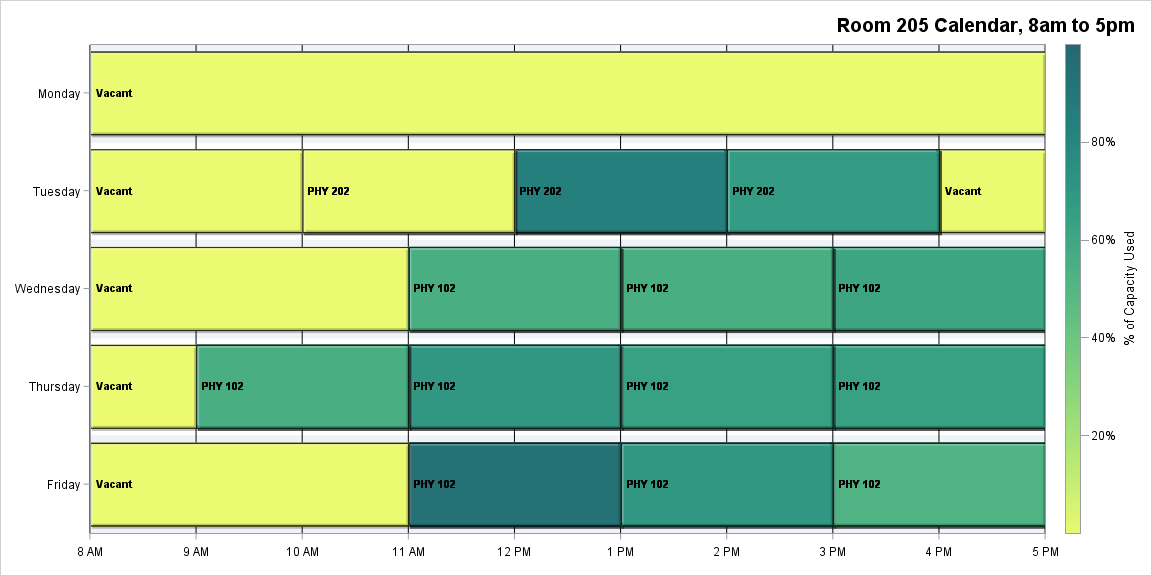 Room 205 Calendar, 8am to 5pm
Monday
Vacant
Tuesday
Vacant
PHY 202
PHY 202
PHY 202
Vacant
Wednesday
Vacant
PHY 102
PHY 102
PHY 102
Thursday
Vacant
PHY 102
PHY 102
PHY 102
PHY 102
Friday
Vacant
PHY 102
PHY 102
PHY 102
8 AM
9 AM
10 AM
11 AM
12 PM
1 PM
2 PM
3 PM
4 PM
5 PM
80%
60%
40%
20%
% of Capacity Used